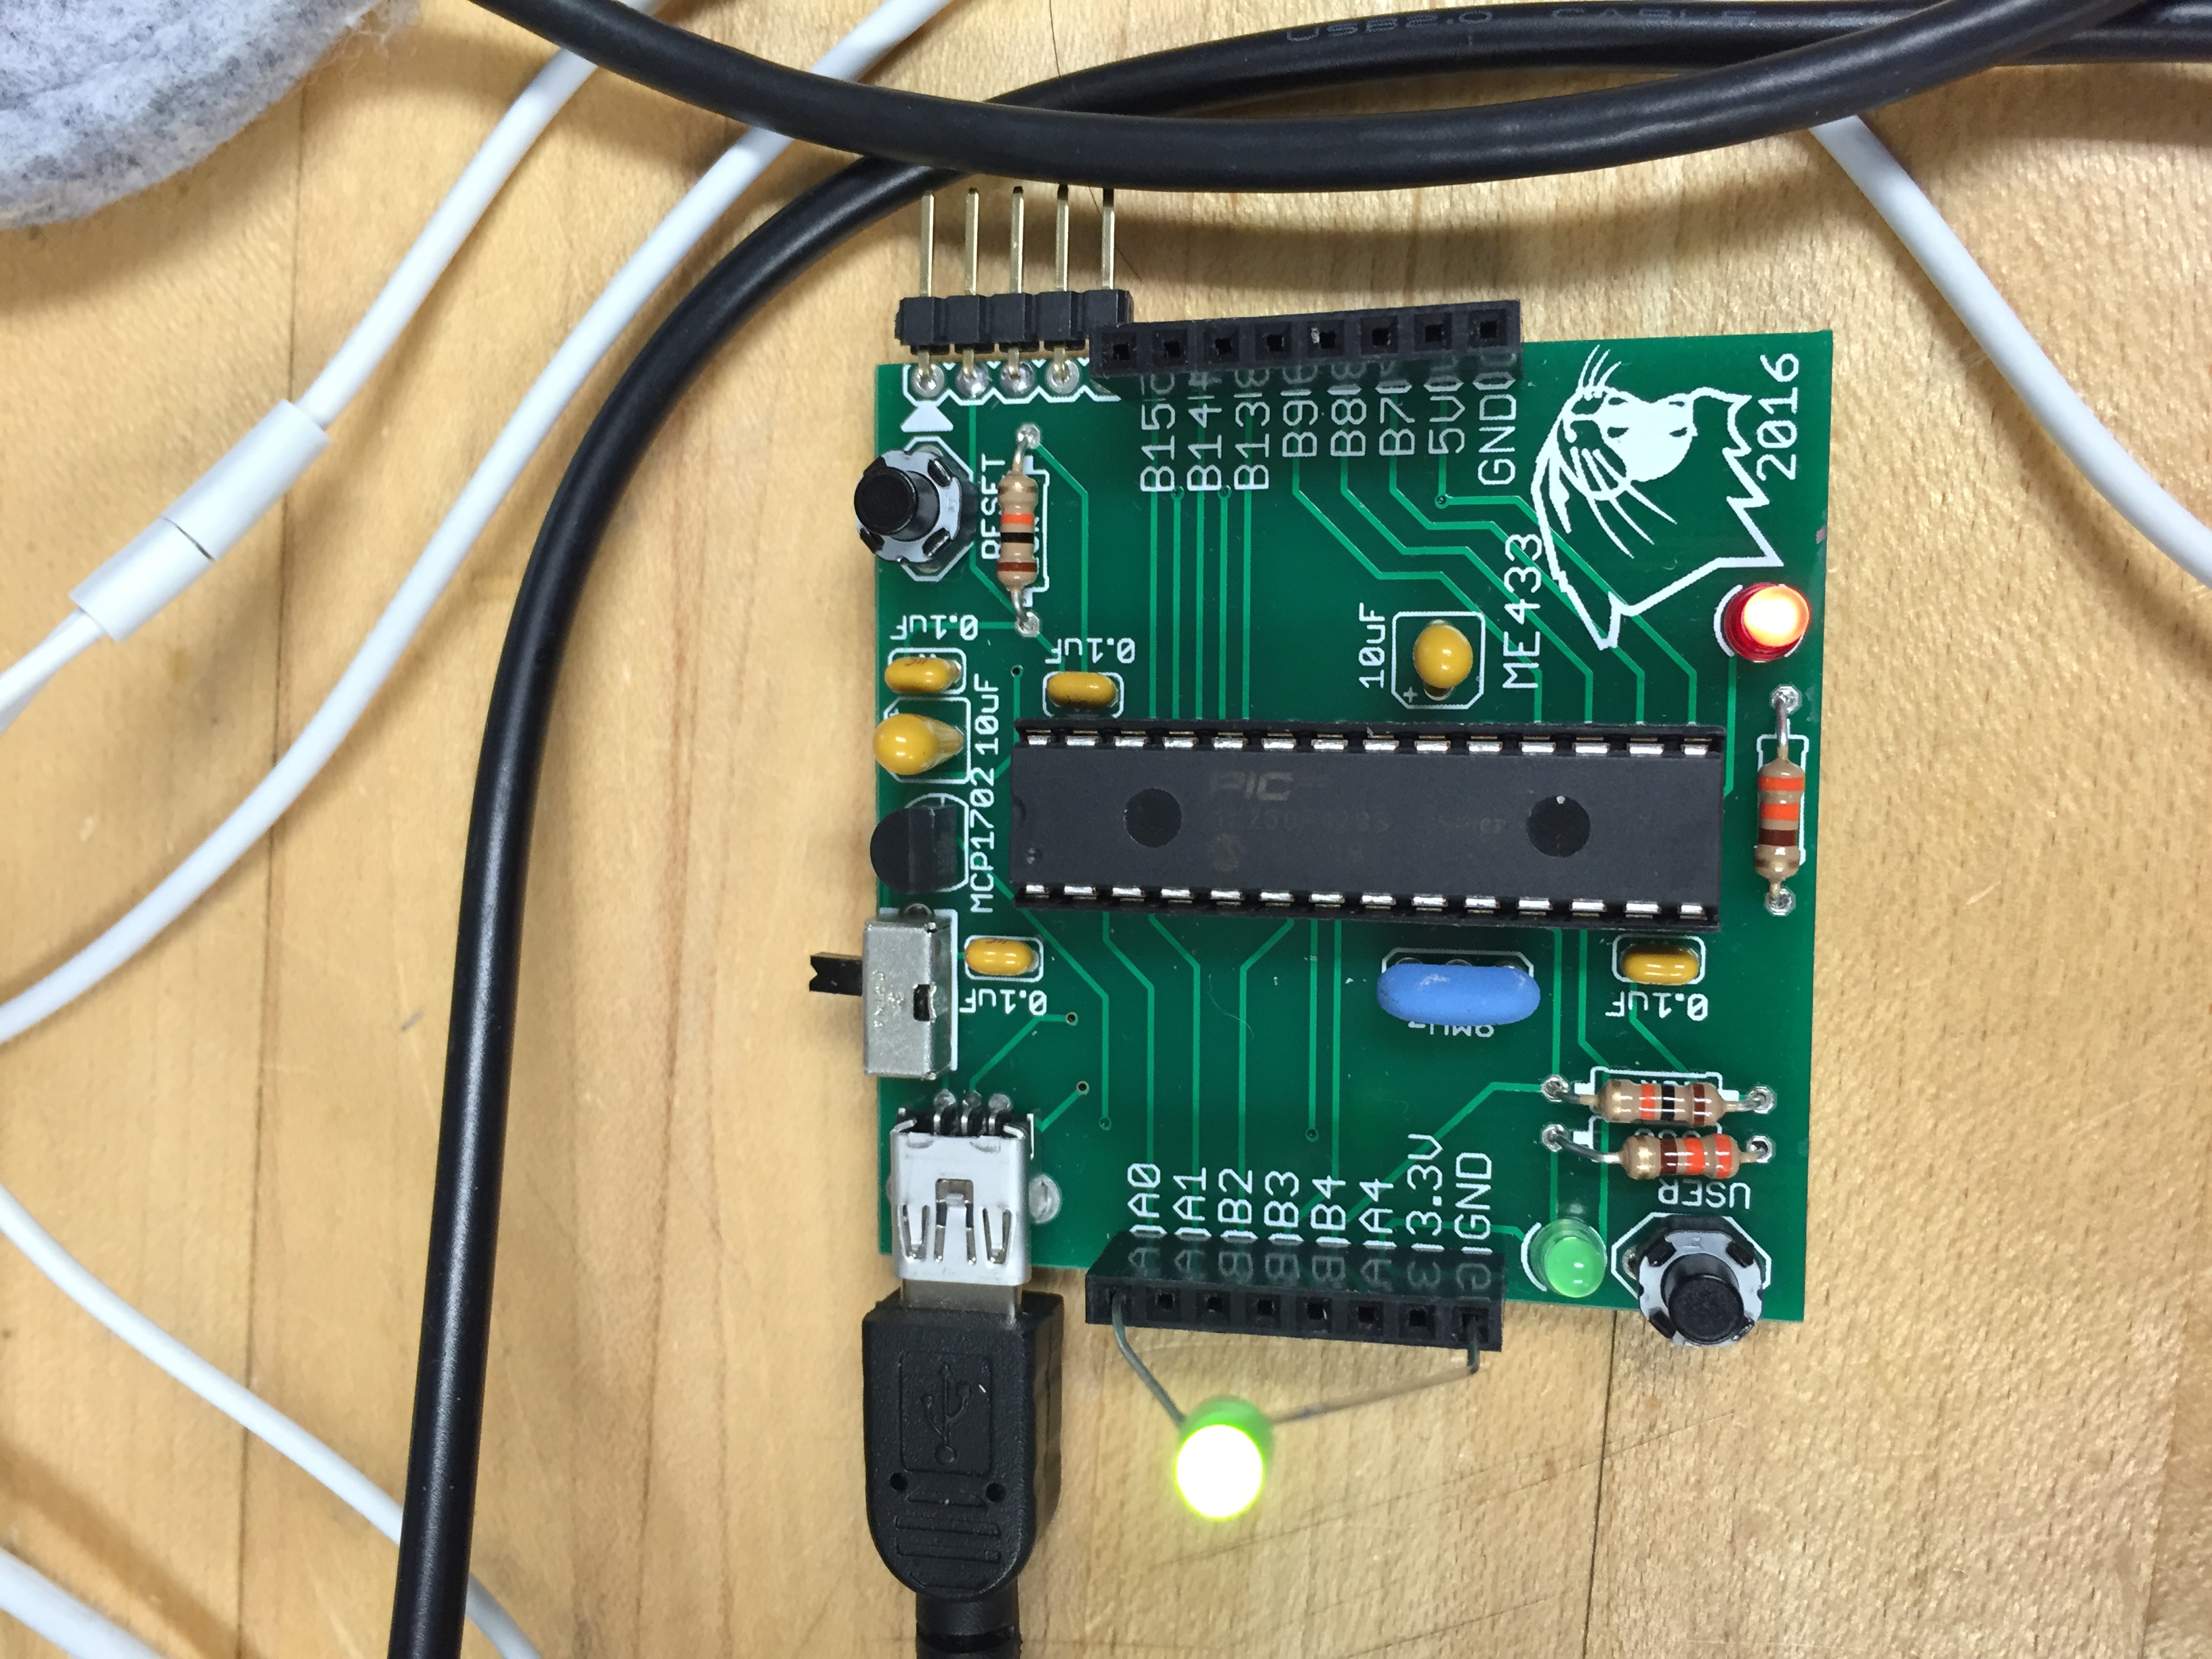 0.1uF
MCP1702
10uF
0.1uF
RESET
0.1uF
A0
A1
B2
B3
B4
A4
3.3V
GND
PIC
B15
B14
B13
B9
B8
B7
5V
GND
10uF
8MHz
ME433
USER
0.1uF
2016